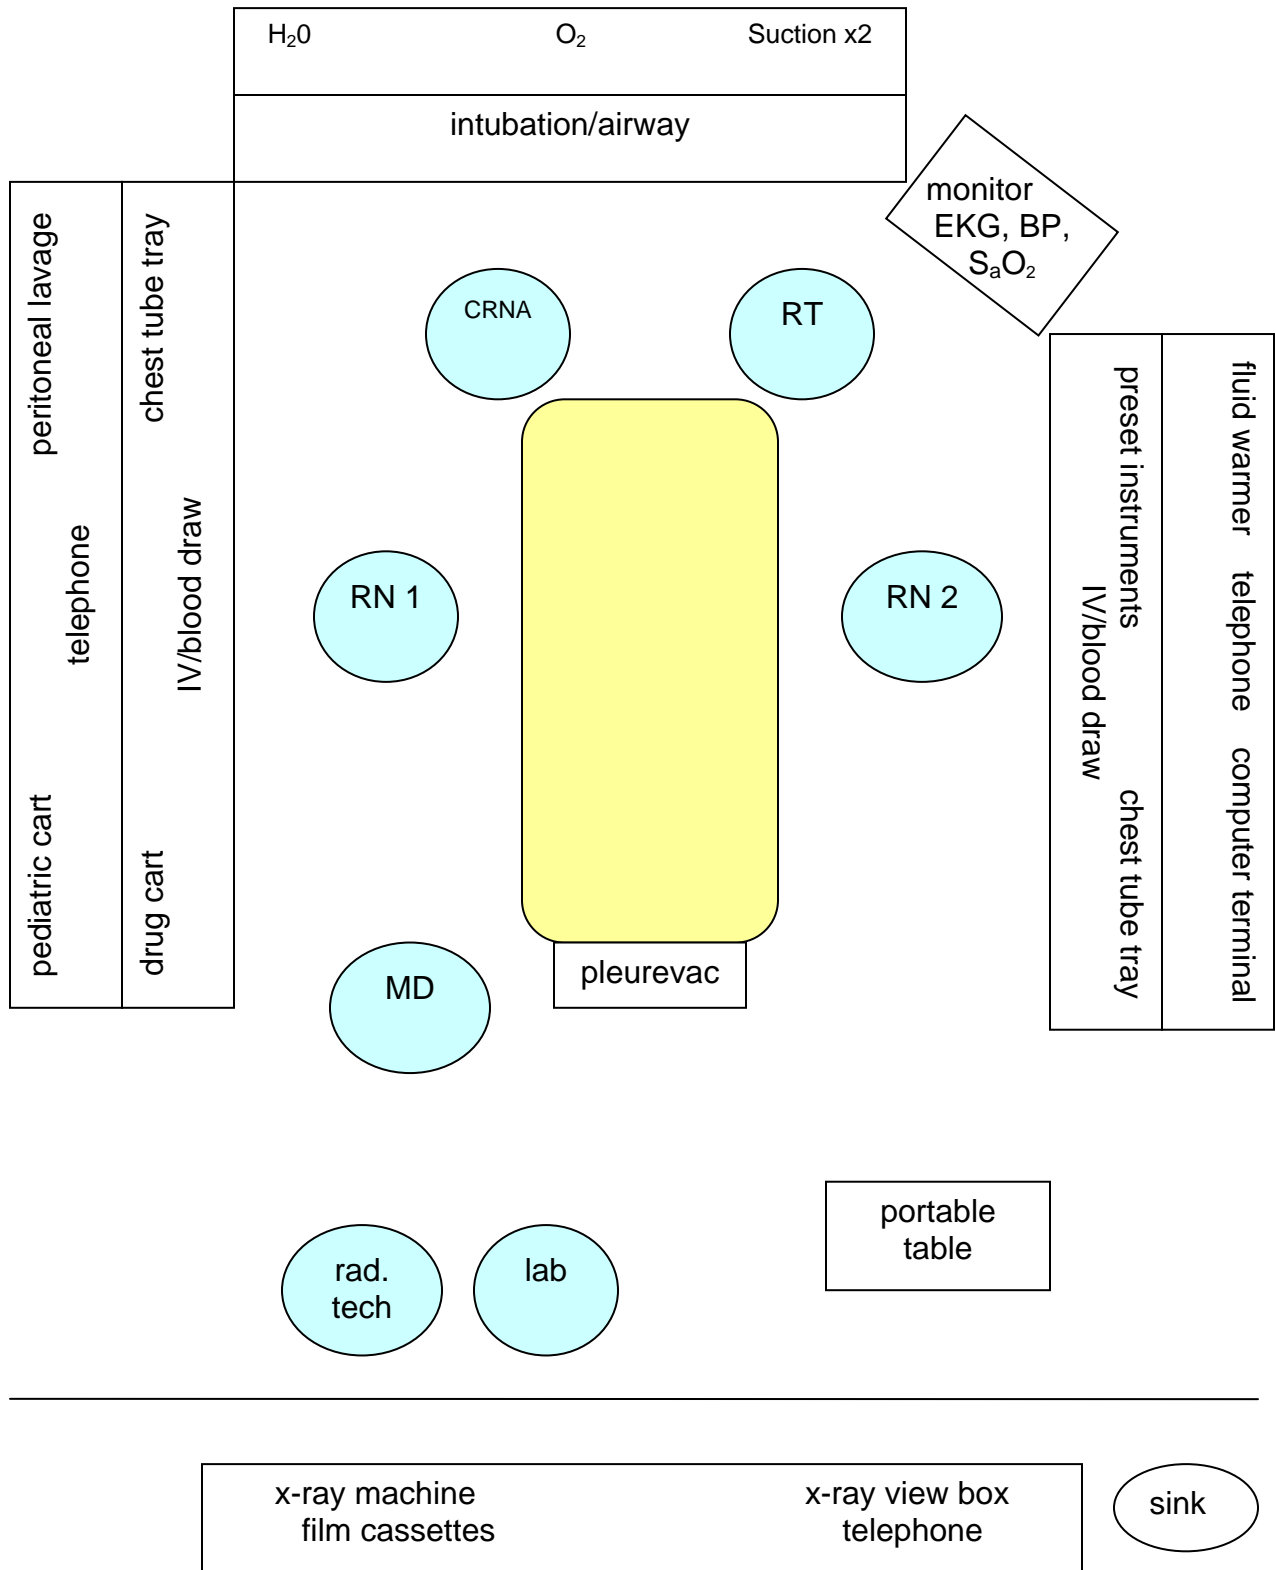 H₂0 O₂ Suction x2
intubation/airway
monitor
EKG, BP,
SₐO₂
peritoneal lavage
telephone
pediatric cart
chest tube tray
IV/blood draw
drug cart
CRNA
RT
RN 1
RN 2
preset instruments
IV/blood draw
chest tube tray
fluid warmer telephone computer terminal
MD
pleurevac
portable
table
rad.
tech
lab
x-ray machine
film cassettes
x-ray view box
telephone
sink